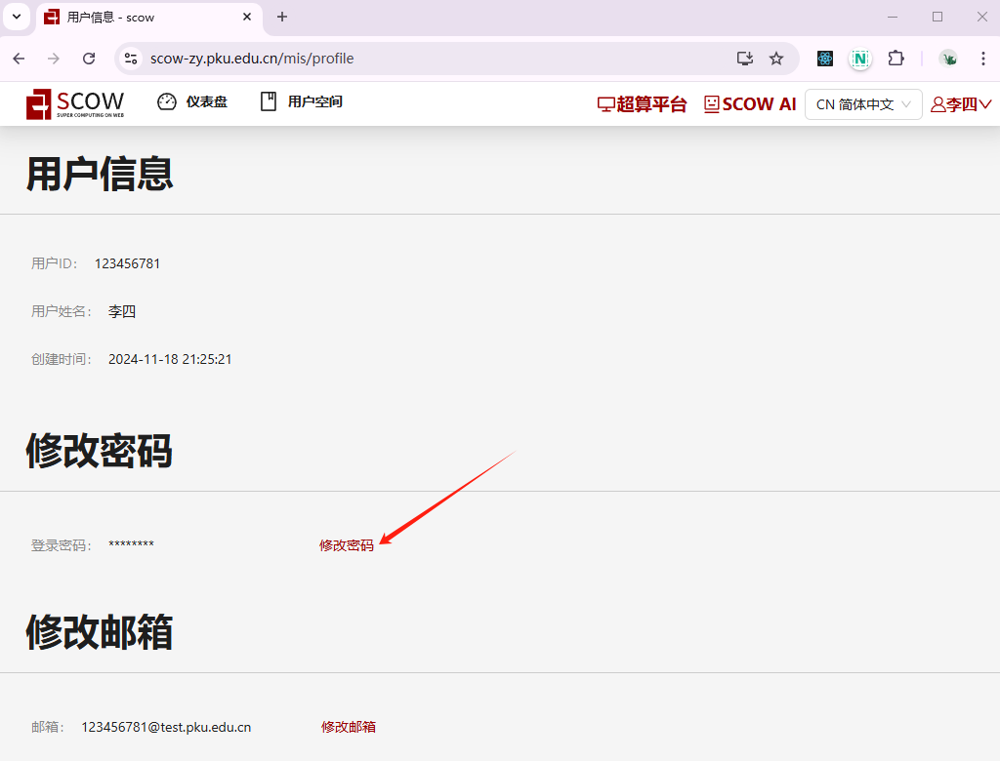 用户信息 - scow
scow-zy.pku.edu.cn/mis/profile
SCOW
SUPER COMPUTING ON WEB
仪表盘
用户空间
超算平台
SCOW AI
CN 简体中文
李四
用户信息
用户ID： 123456781
用户姓名： 李四
创建时间： 2024-11-18 21:25:21
修改密码
登录密码： ******** 修改密码
修改邮箱
邮箱： 123456781@test.pku.edu.cn 修改邮箱